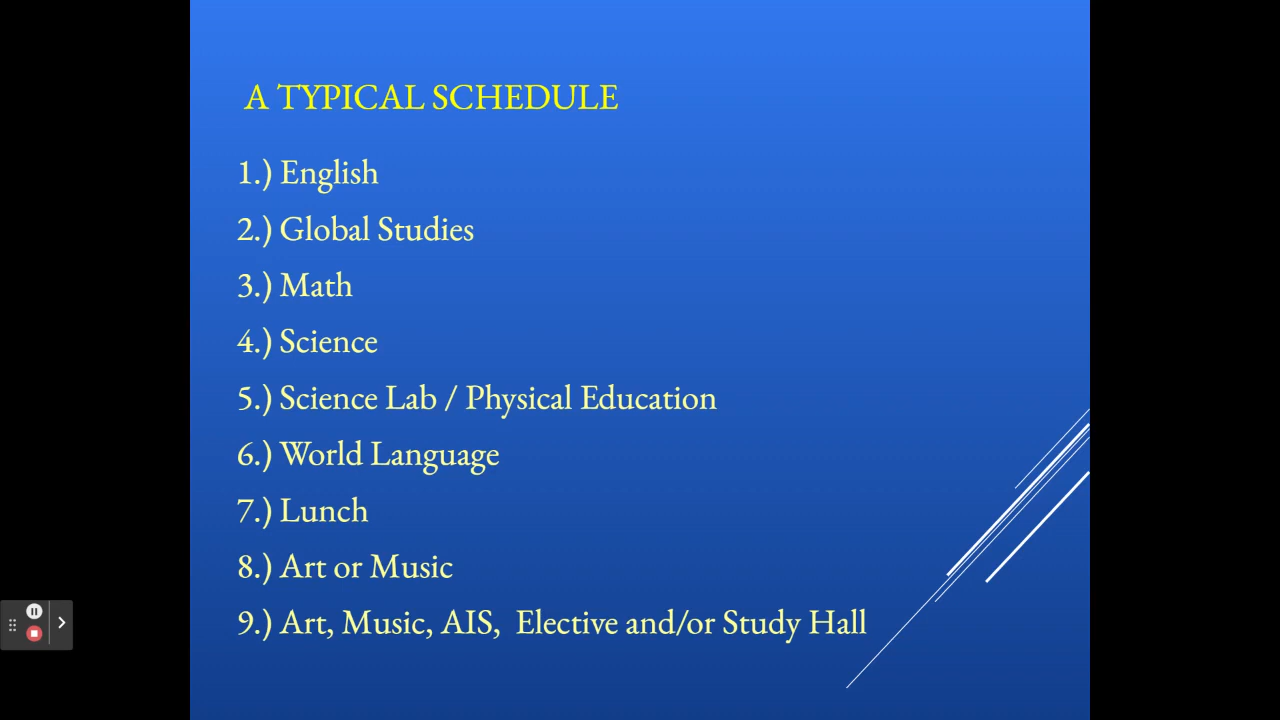 A TYPICAL SCHEDULE
1.) English
2.) Global Studies
3.) Math
4.) Science
5.) Science Lab / Physical Education
6.) World Language
7.) Lunch
8.) Art or Music
9.) Art, Music, AIS,  Elective and/or Study Hall